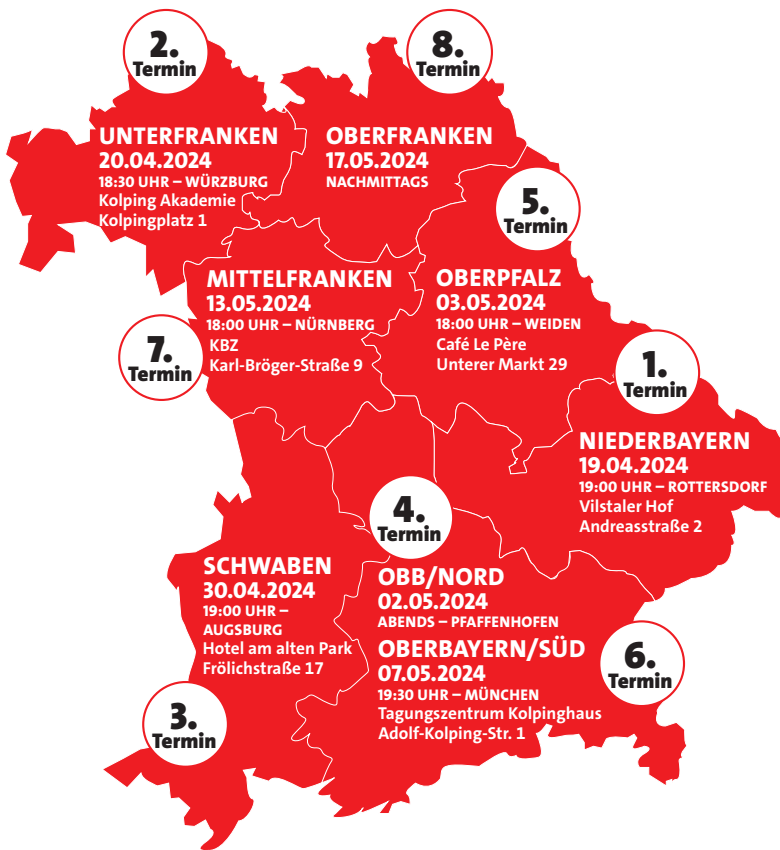 2.
Termin
UNTERFRANKEN
20.04.2024
18:30 UHR – WÜRZBURG
Kolping Akademie
Kolpingplatz 1
8.
Termin
OBERFRANKEN
17.05.2024
NACHMITTAGS
5.
Termin
OBERPFALZ
03.05.2024
18:00 UHR – WEIDEN
Café Le Père
Unterer Markt 29
MITTELFRANKEN
13.05.2024
18:00 UHR – NÜRNBERG
KBZ
Karl-Bröger-Straße 9
7.
Termin
1.
Termin
NIEDERBAYERN
19.04.2024
19:00 UHR – ROTTERSDORF
Vilstaler Hof
Andreasstraße 2
4.
Termin
OBB/NORD
02.05.2024
ABENDS – PFAFFENHOFEN
SCHWABEN
30.04.2024
19:00 UHR –
AUGSBURG
Hotel am alten Park
Frölichstraße 17
3.
Termin
OBERBAYERN/SÜD
07.05.2024
19:30 UHR – MÜNCHEN
Tagungszentrum Kolpinghaus
Adolf-Kolping-Str. 1
6.
Termin